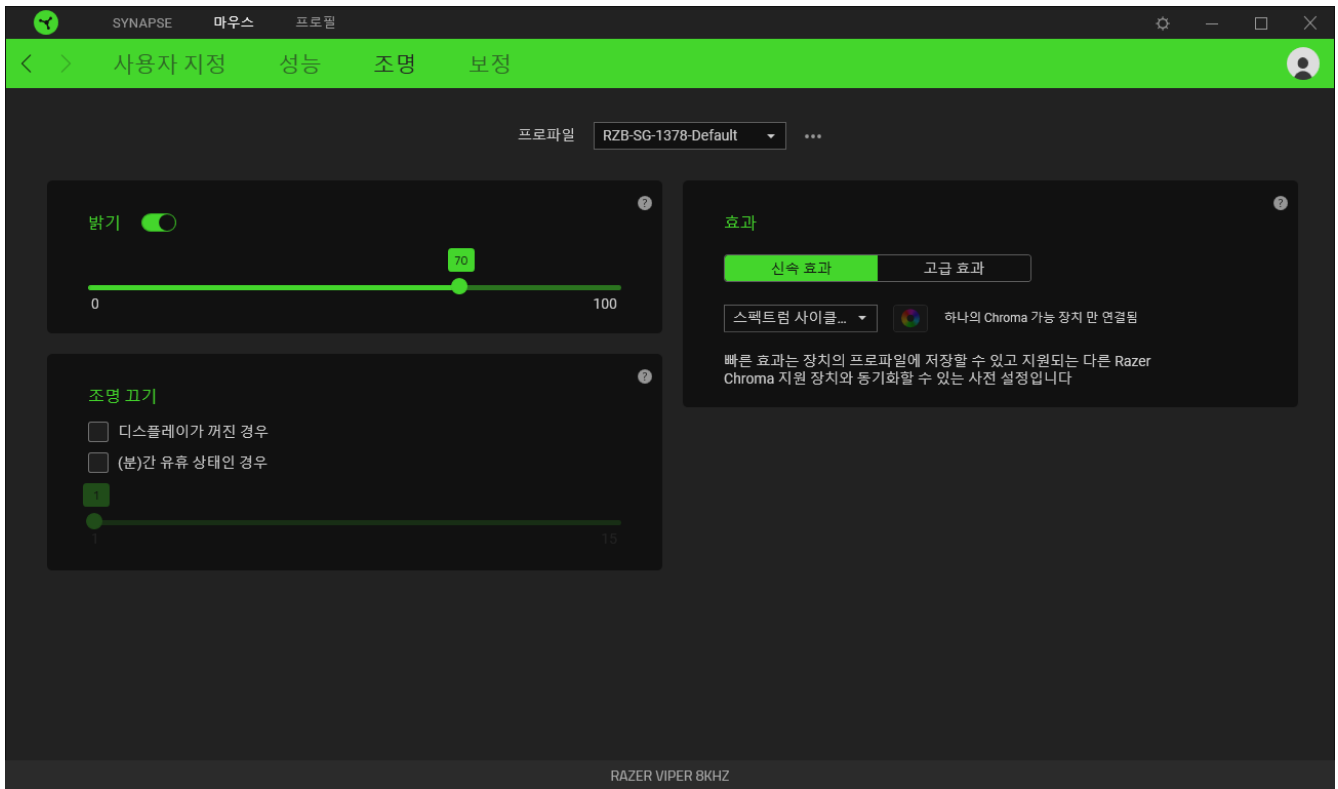 SYNAPSE 마우스 프로필
사용자 지정 성능 조명 보정
프로파일 RZB-SG-1378-Default
밝기
70
0 100
조명 끄기
디스플레이가 꺼진 경우
(분)간 유휴 상태인 경우
1
1 15
효과
신속 효과 고급 효과
스펙트럼 사이클... 하나의 Chroma 가능 장치 만 연결됨
빠른 효과는 장치의 프로파일에 저장할 수 있고 지원되는 다른 Razer
Chroma 지원 장치와 동기화할 수 있는 사전 설정입니다
RAZER VIPER 8KHZ